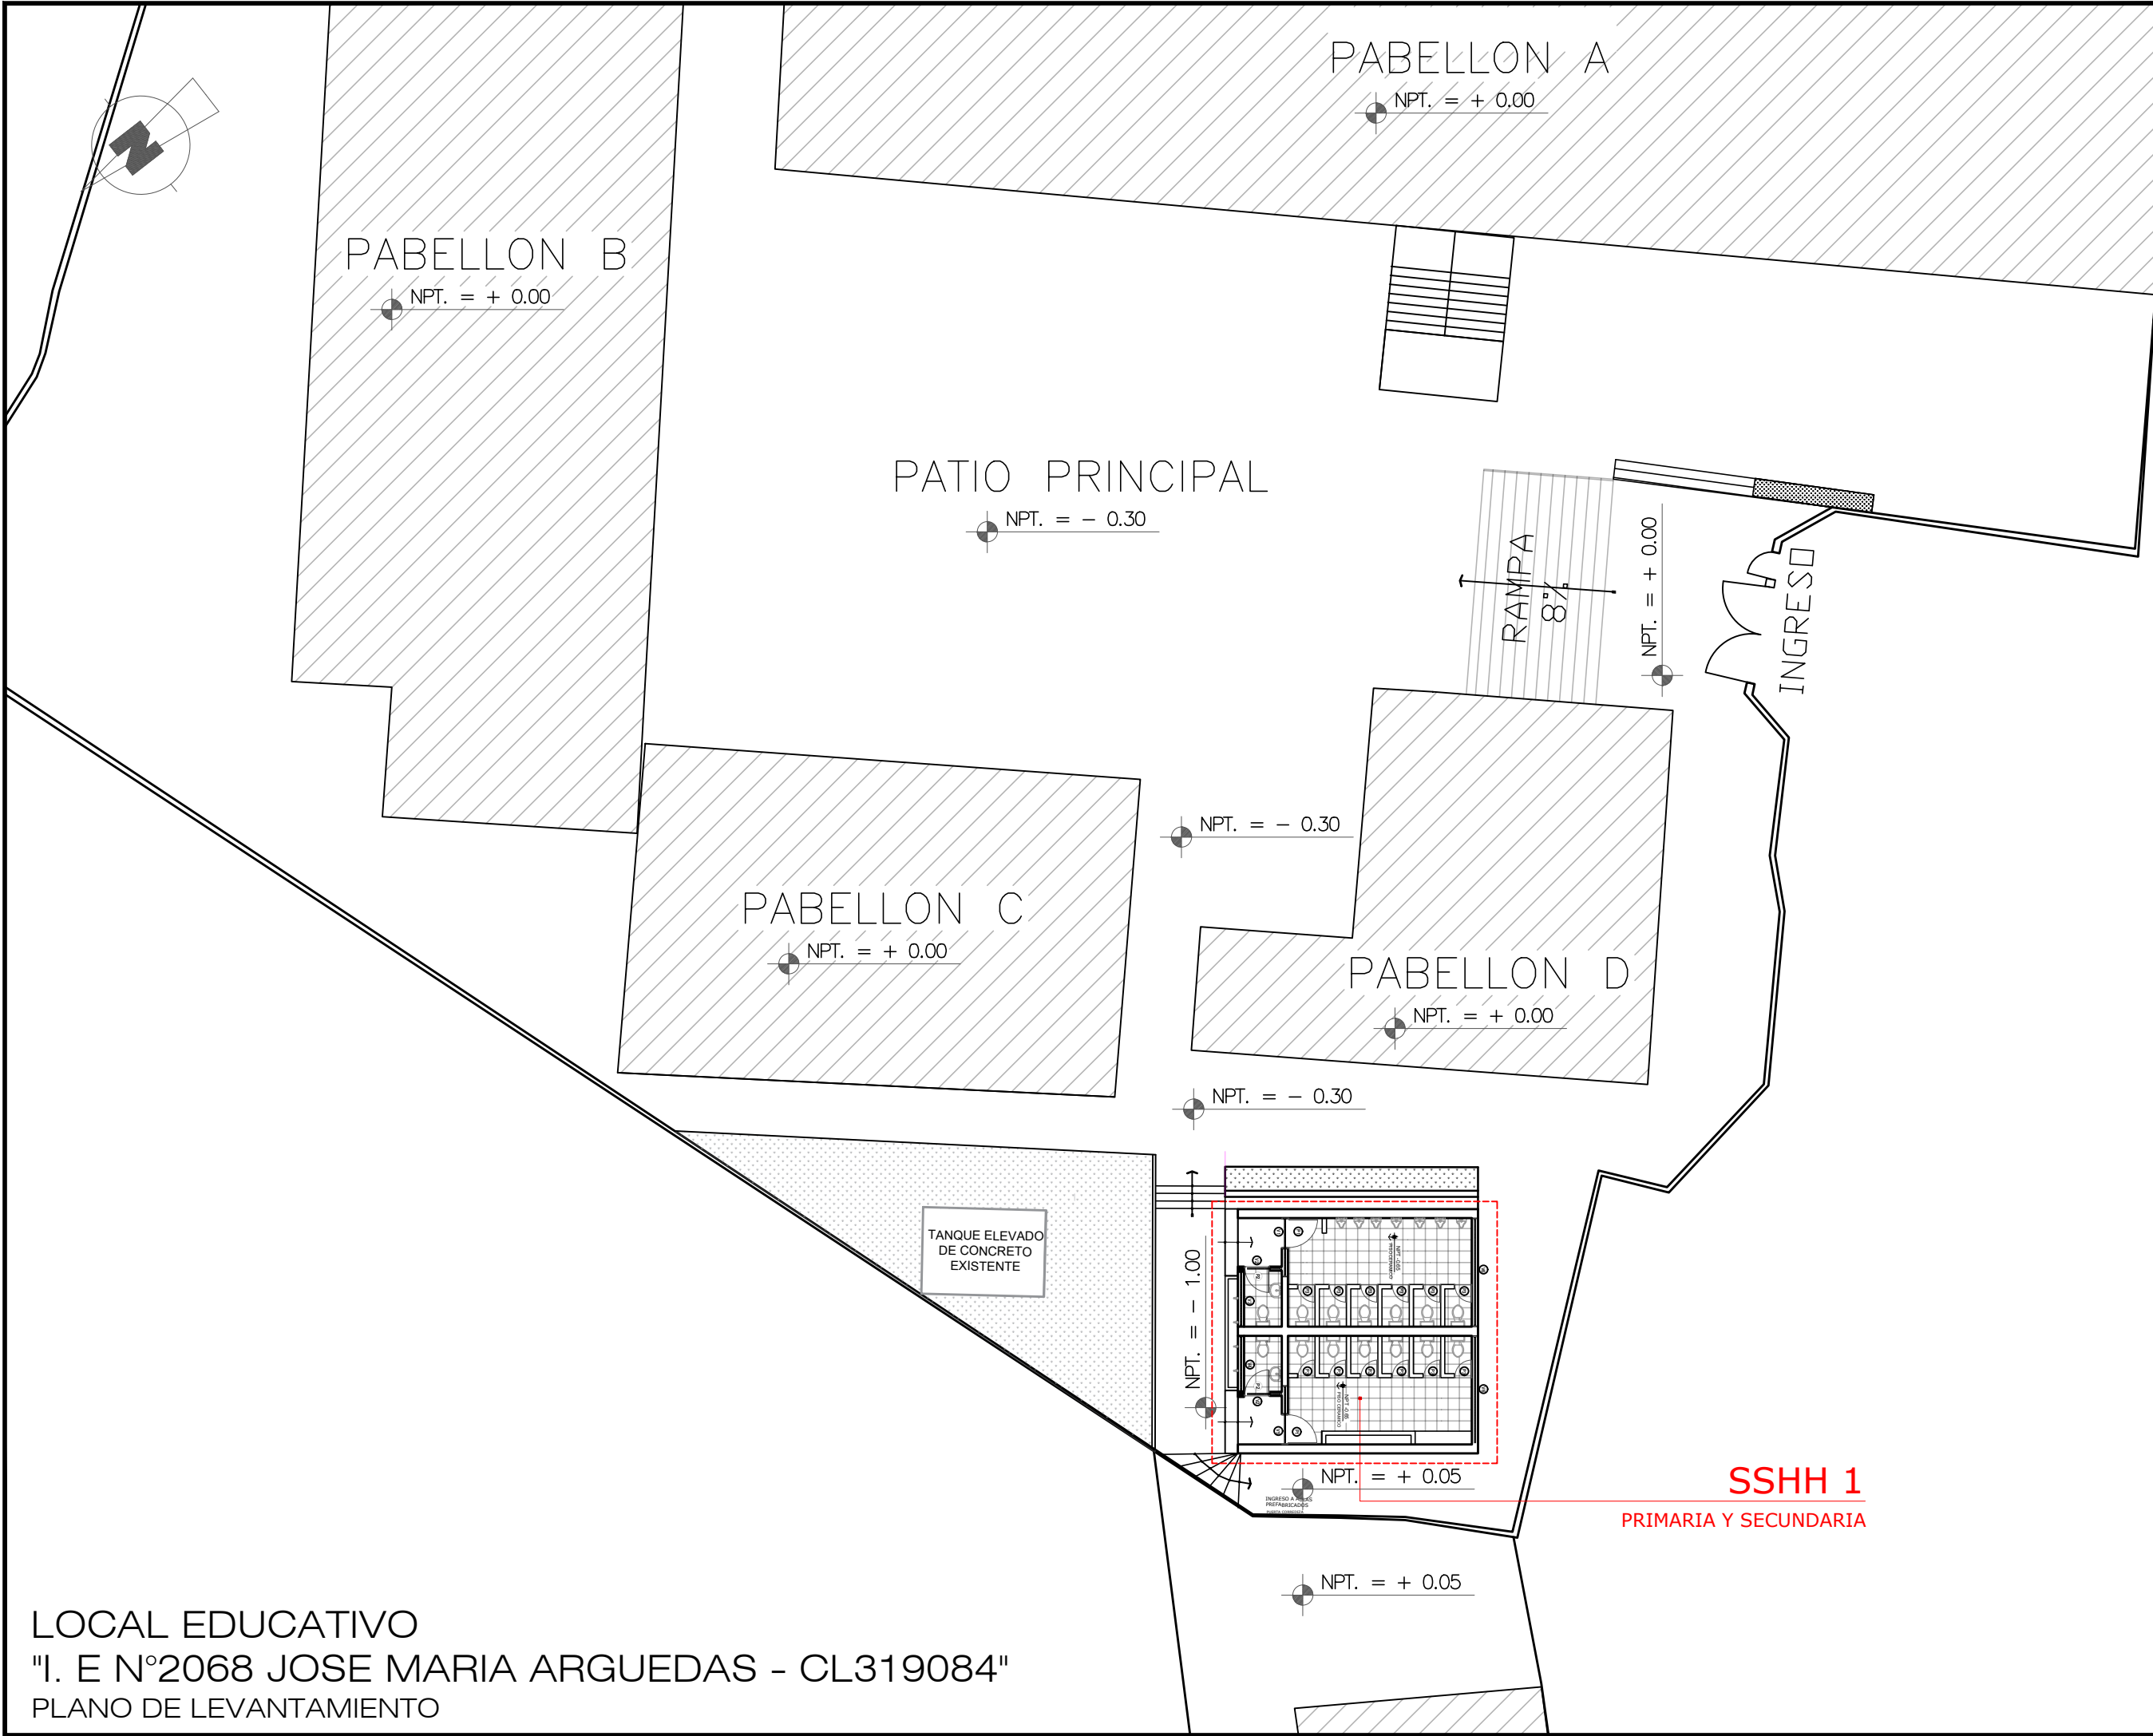 PABELLON A
NPT. = + 0.00
N
PABELLON B
NPT. = + 0.00
PATIO PRINCIPAL
NPT. = - 0.30
RAMPA
8%
NPT. = + 0.00
INGRESO
NPT. = - 0.30
PABELLON C
NPT. = + 0.00
PABELLON D
NPT. = + 0.00
NPT. = - 0.30
TANQUE ELEVADO
DE CONCRETO
EXISTENTE
NPT. = - 1.00
NPT. = + 0.05
SSHH 1
PRIMARIA Y SECUNDARIA
INGRESO A AULAS
PREFABRICADOS
NPT. = + 0.05
LOCAL EDUCATIVO
"I. E N°2068 JOSE MARIA ARGUEDAS - CL319084"
PLANO DE LEVANTAMIENTO